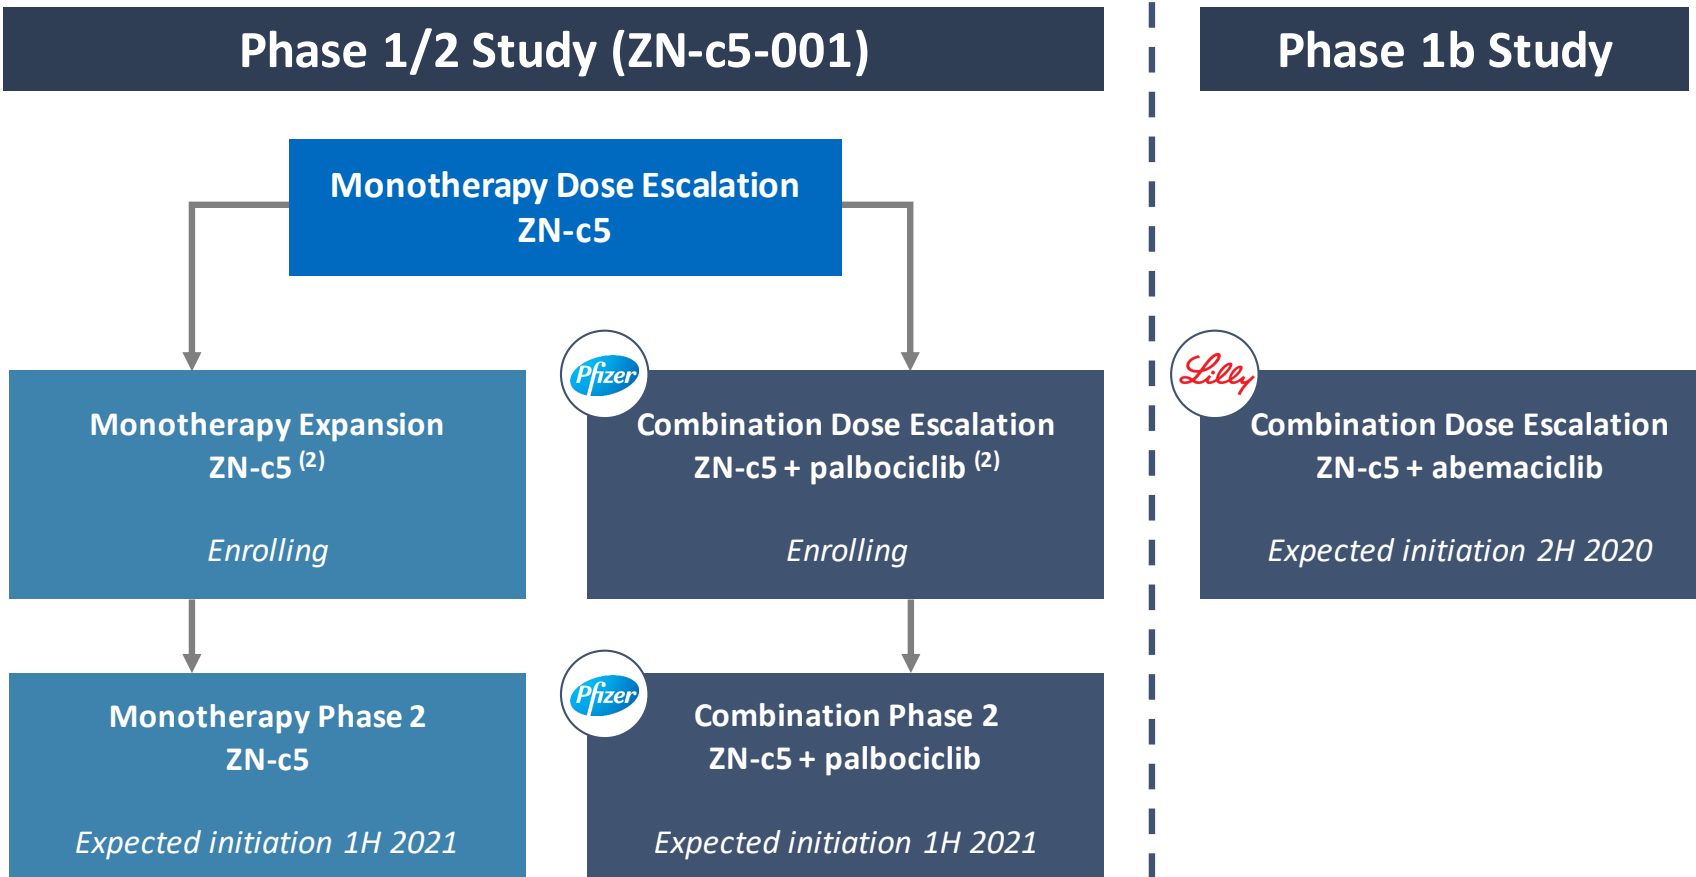 Phase 1/2 Study (ZN-c5-001)
Phase 1b Study
Monotherapy Dose Escalation
ZN-c5
Monotherapy Expansion
ZN-c5 (2)
Enrolling
Pfizer
Combination Dose Escalation
ZN-c5 + palbociclib (2)
Enrolling
Lilly
Combination Dose Escalation
ZN-c5 + abemaciclib
Expected initiation 2H 2020
Monotherapy Phase 2
ZN-c5
Expected initiation 1H 2021
Pfizer
Combination Phase 2
ZN-c5 + palbociclib
Expected initiation 1H 2021